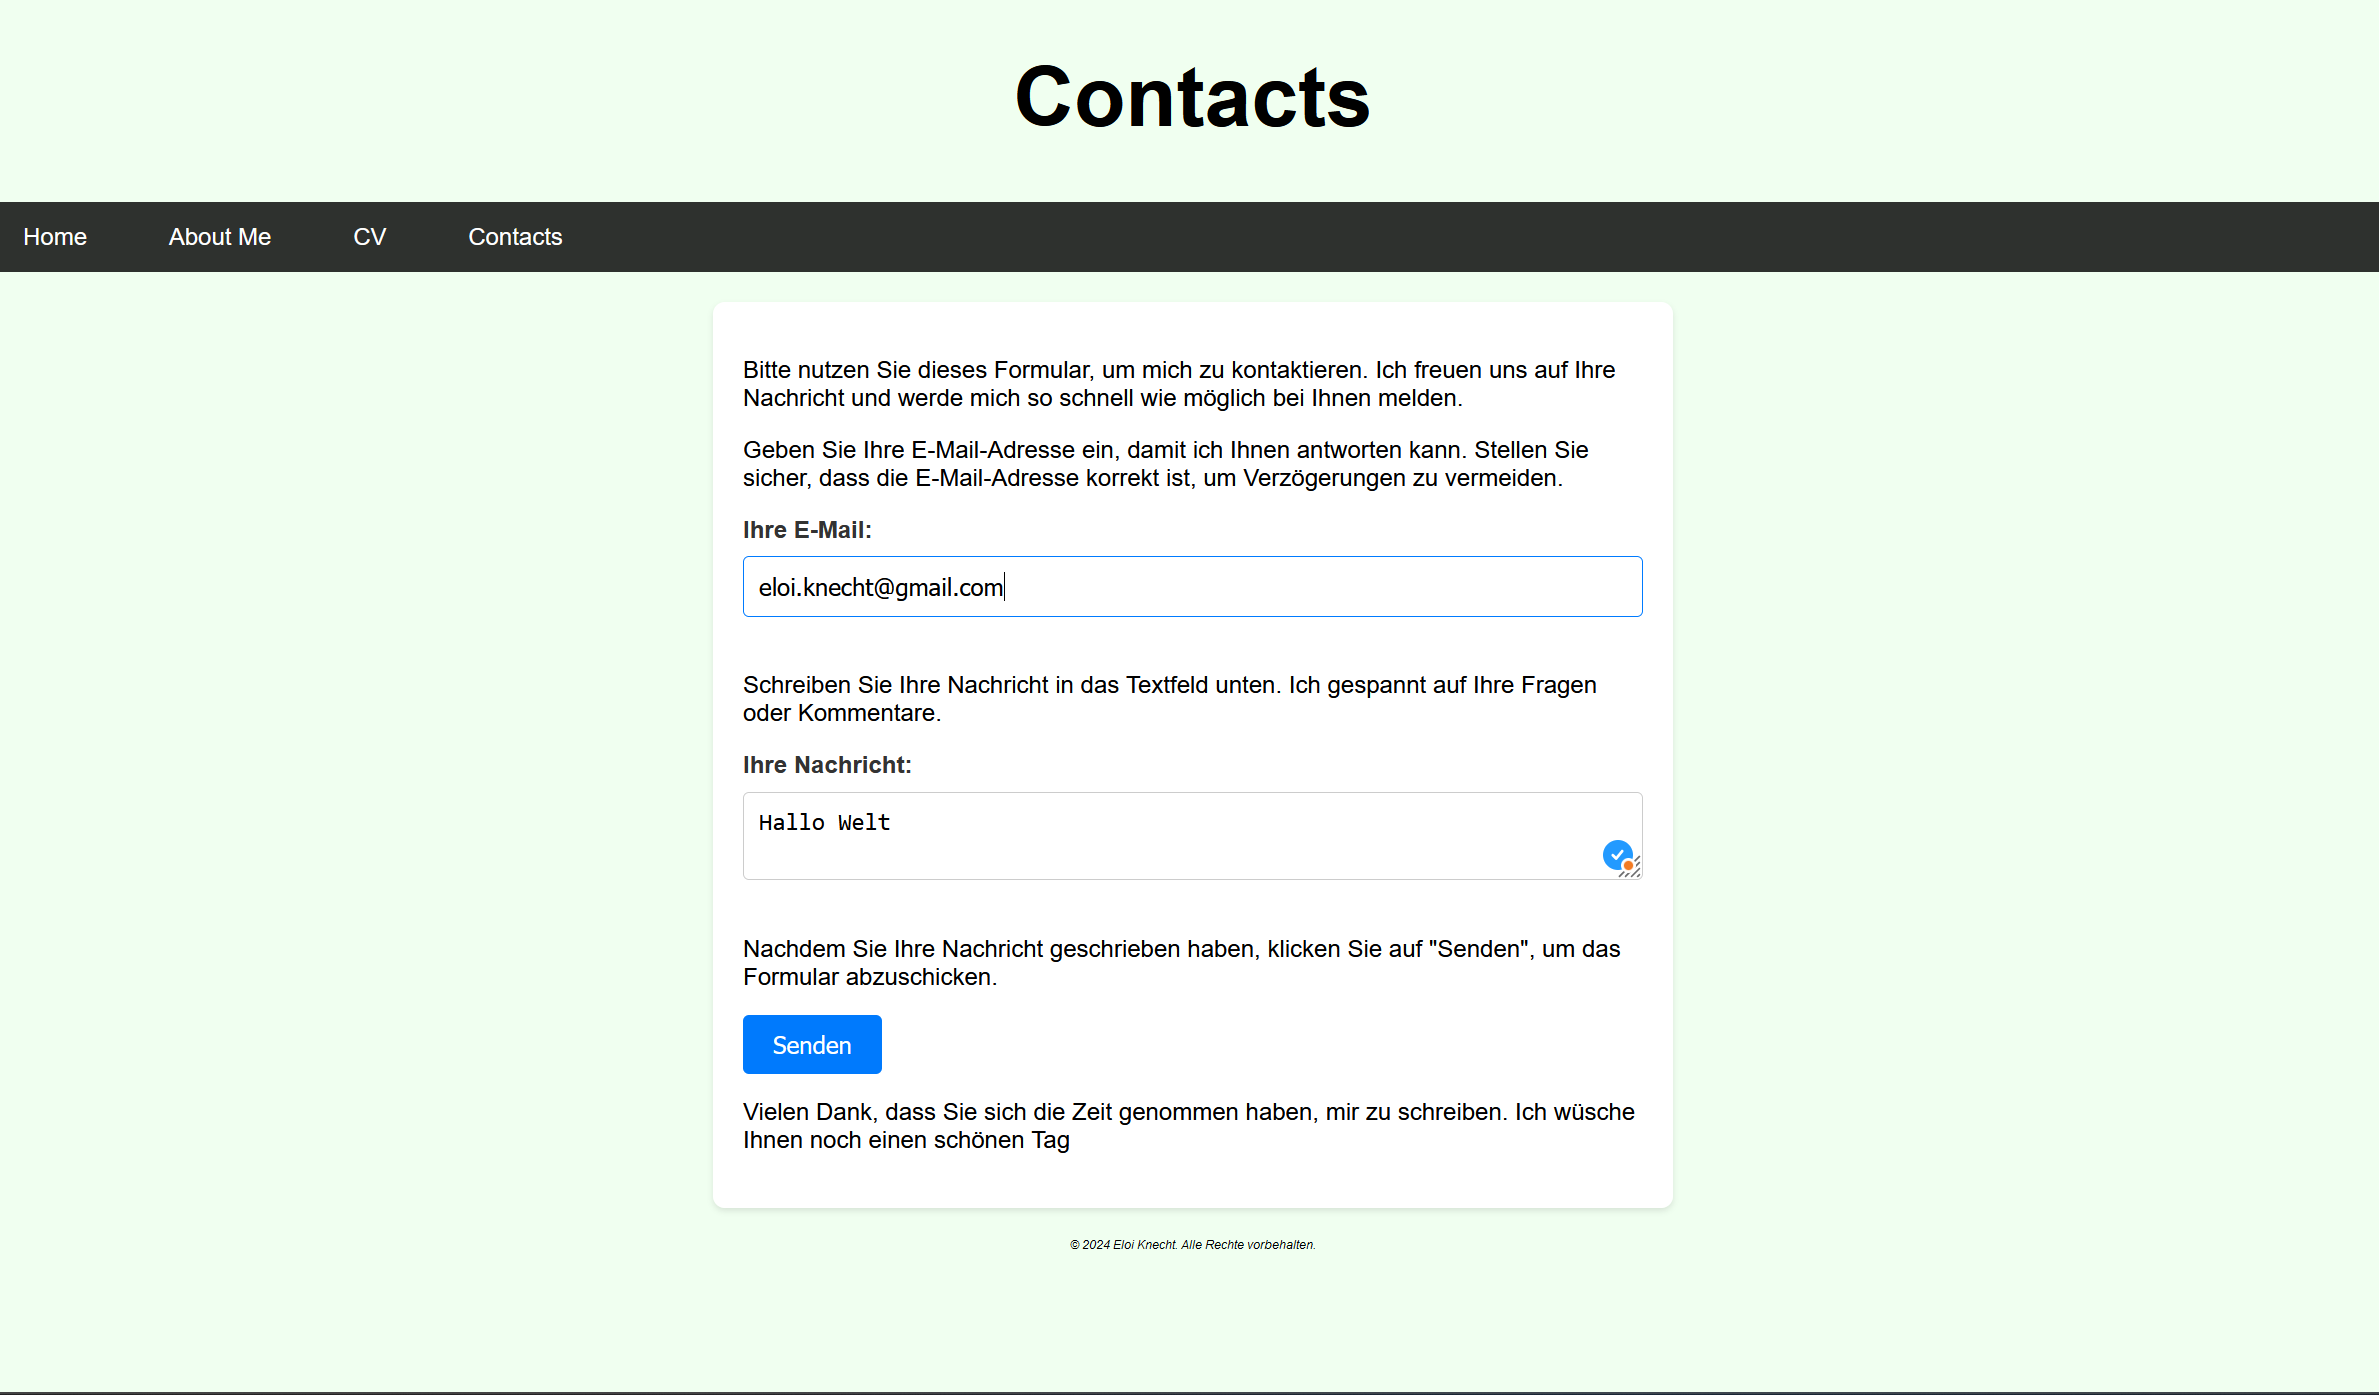 Contacts
Home About Me CV Contacts
Bitte nutzen Sie dieses Formular, um mich zu kontaktieren. Ich freuen uns auf Ihre
Nachricht und werde mich so schnell wie möglich bei Ihnen melden.
Geben Sie Ihre E-Mail-Adresse ein, damit ich Ihnen antworten kann. Stellen Sie
sicher, dass die E-Mail-Adresse korrekt ist, um Verzögerungen zu vermeiden.
Ihre E-Mail:
eloi.knecht@gmail.com
Schreiben Sie Ihre Nachricht in das Textfeld unten. Ich gespannt auf Ihre Fragen
oder Kommentare.
Ihre Nachricht:
Hallo Welt
Nachdem Sie Ihre Nachricht geschrieben haben, klicken Sie auf "Senden", um das
Formular abzuschicken.
Senden
Vielen Dank, dass Sie sich die Zeit genommen haben, mir zu schreiben. Ich wüsche
Ihnen noch einen schönen Tag
© 2024 Eloi Knecht. Alle Rechte vorbehalten.